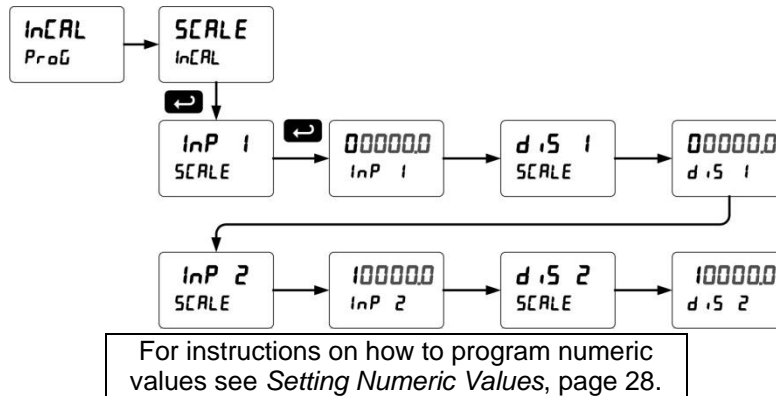 InCAL
ProG
SCALE
InCAL
InP 1
SCALE
00000.0
InP 1
diS 1
SCALE
00000.0
diS 1
InP 2
SCALE
10000.0
InP 2
diS 2
SCALE
10000.0
diS 2
For instructions on how to program numeric
values see Setting Numeric Values, page 28.